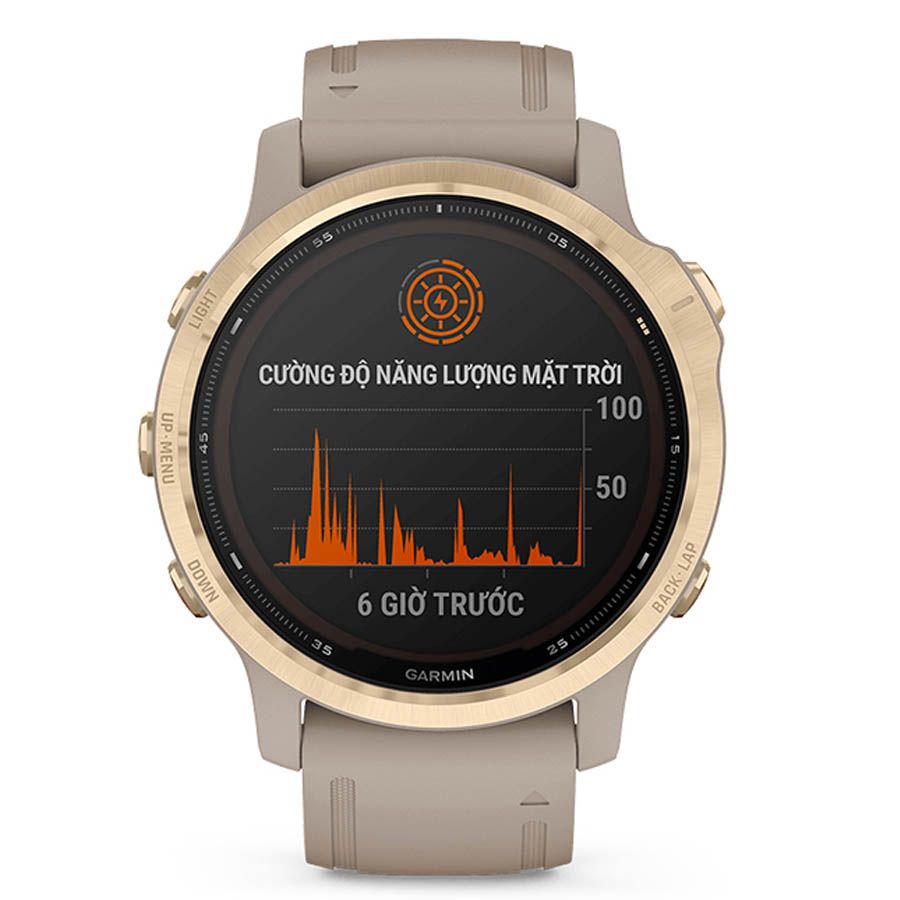 55
05
LIGHT
CƯỜNG ĐỘ NĂNG LƯỢNG MẶT TRỜI
100
UP·MENU
45
15
50
DOWN
BACK·LAP
6 GIỜ TRƯỚC
35
25
GARMIN